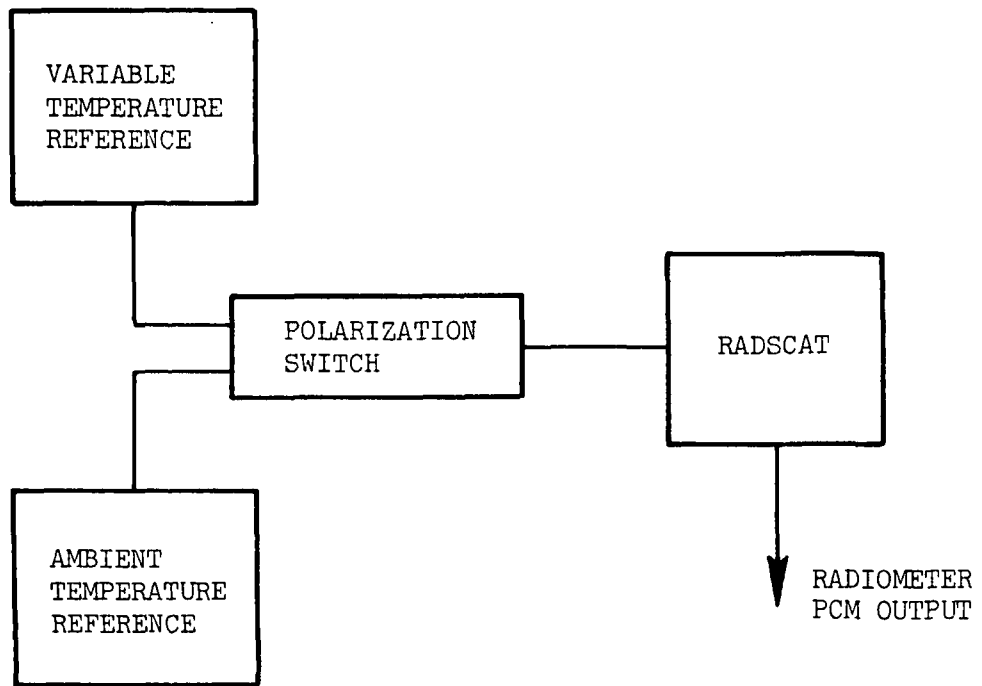 VARIABLE
TEMPERATURE
REFERENCE
POLARIZATION
SWITCH
RADSCAT
AMBIENT
TEMPERATURE
REFERENCE
RADIOMETER
PCM OUTPUT